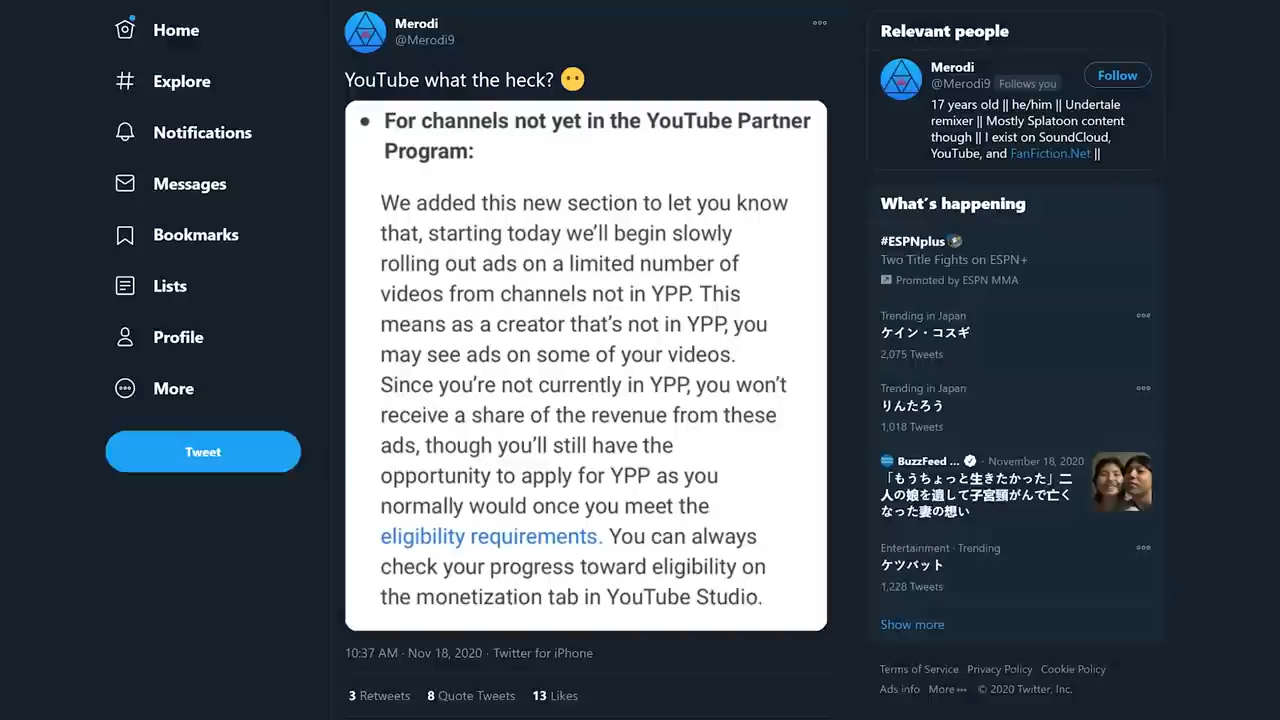 Home
Explore
Notifications
Messages
Bookmarks
Lists
Profile
More
Tweet
Merodi
@Merodi9
YouTube what the heck? 😶
• For channels not yet in the YouTube Partner
Program:
We added this new section to let you know
that, starting today we’ll begin slowly
rolling out ads on a limited number of
videos from channels not in YPP. This
means as a creator that’s not in YPP, you
may see ads on some of your videos.
Since you’re not currently in YPP, you won’t
receive a share of the revenue from these
ads, though you’ll still have the
opportunity to apply for YPP as you
normally would once you meet the
eligibility requirements. You can always
check your progress toward eligibility on
the monetization tab in YouTube Studio.
10:37 AM · Nov 18, 2020 · Twitter for iPhone
3 Retweets 8 Quote Tweets 13 Likes
Relevant people
Merodi
@Merodi9 Follows you
Follow
17 years old || he/him || Undertale
remixer || Mostly Splatoon content
though || I exist on SoundCloud,
YouTube, and FanFiction.Net ||
What's happening
#ESPNplus
Two Title Fights on ESPN+
Promoted by ESPN MMA
Trending in Japan
ケイン・コスギ
2,075 Tweets
Trending in Japan
りんたろう
1,018 Tweets
BuzzFeed ... · November 18, 2020
「もうちょっと生きたかった」二
人の娘を遺して子宮頸がんで亡く
なった妻の想い
Entertainment · Trending
ケツバット
1,228 Tweets
Show more
Terms of Service Privacy Policy Cookie Policy
Ads info More ··· © 2020 Twitter, Inc.